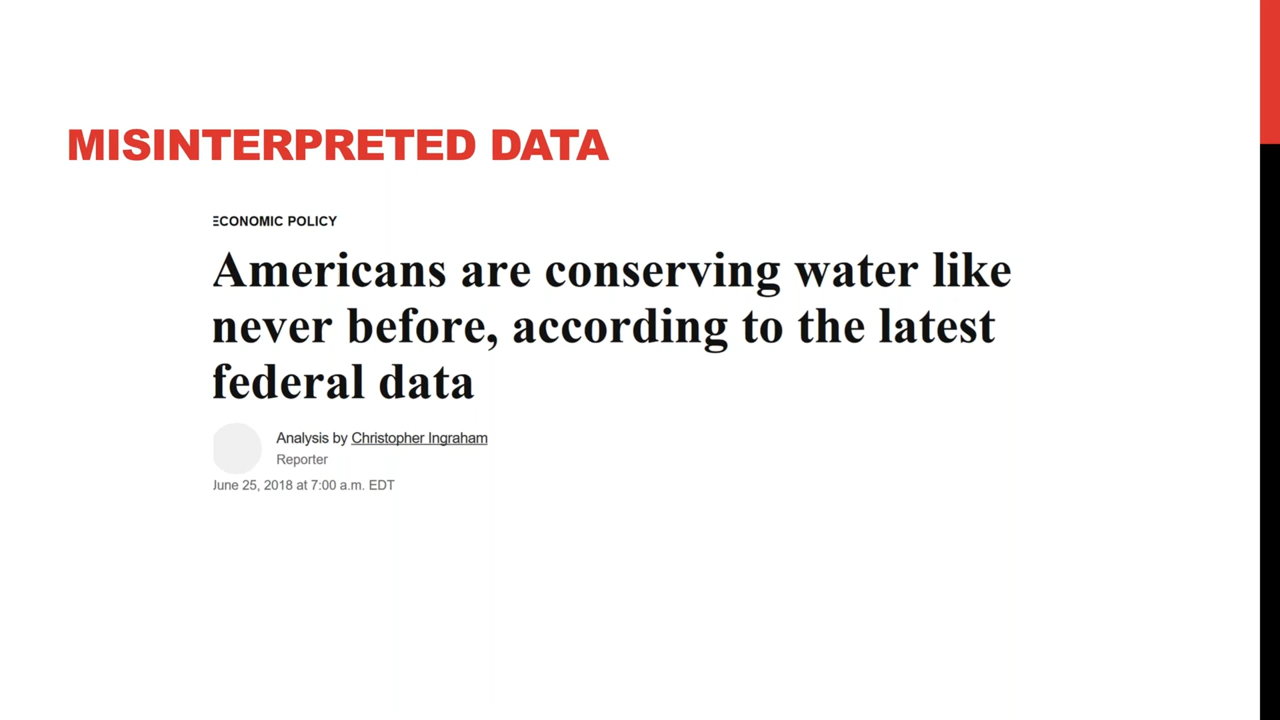 MISINTERPRETED DATA
ECONOMIC POLICY
Americans are conserving water like
never before, according to the latest
federal data
Analysis by Christopher Ingraham
Reporter
June 25, 2018 at 7:00 a.m. EDT